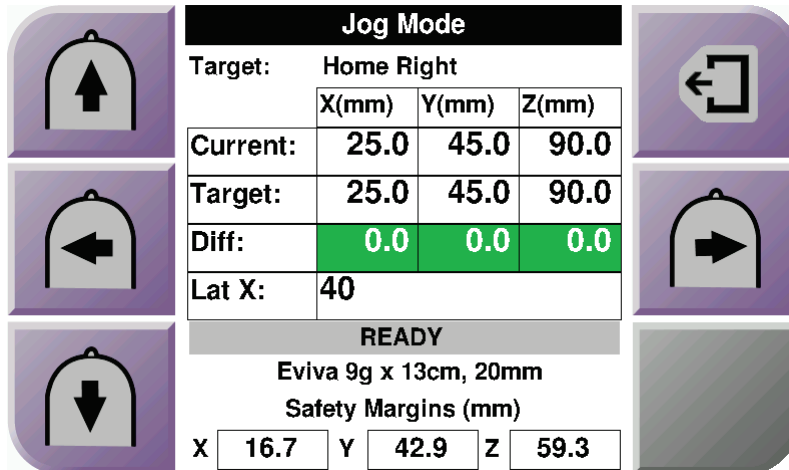 Jog Mode
Target: Home Right
X(mm) Y(mm) Z(mm)
Current: 25.0 45.0 90.0
Target: 25.0 45.0 90.0
Diff: 0.0 0.0 0.0
Lat X: 40
READY
Eviva 9g x 13cm, 20mm
Safety Margins (mm)
X 16.7 Y 42.9 Z 59.3